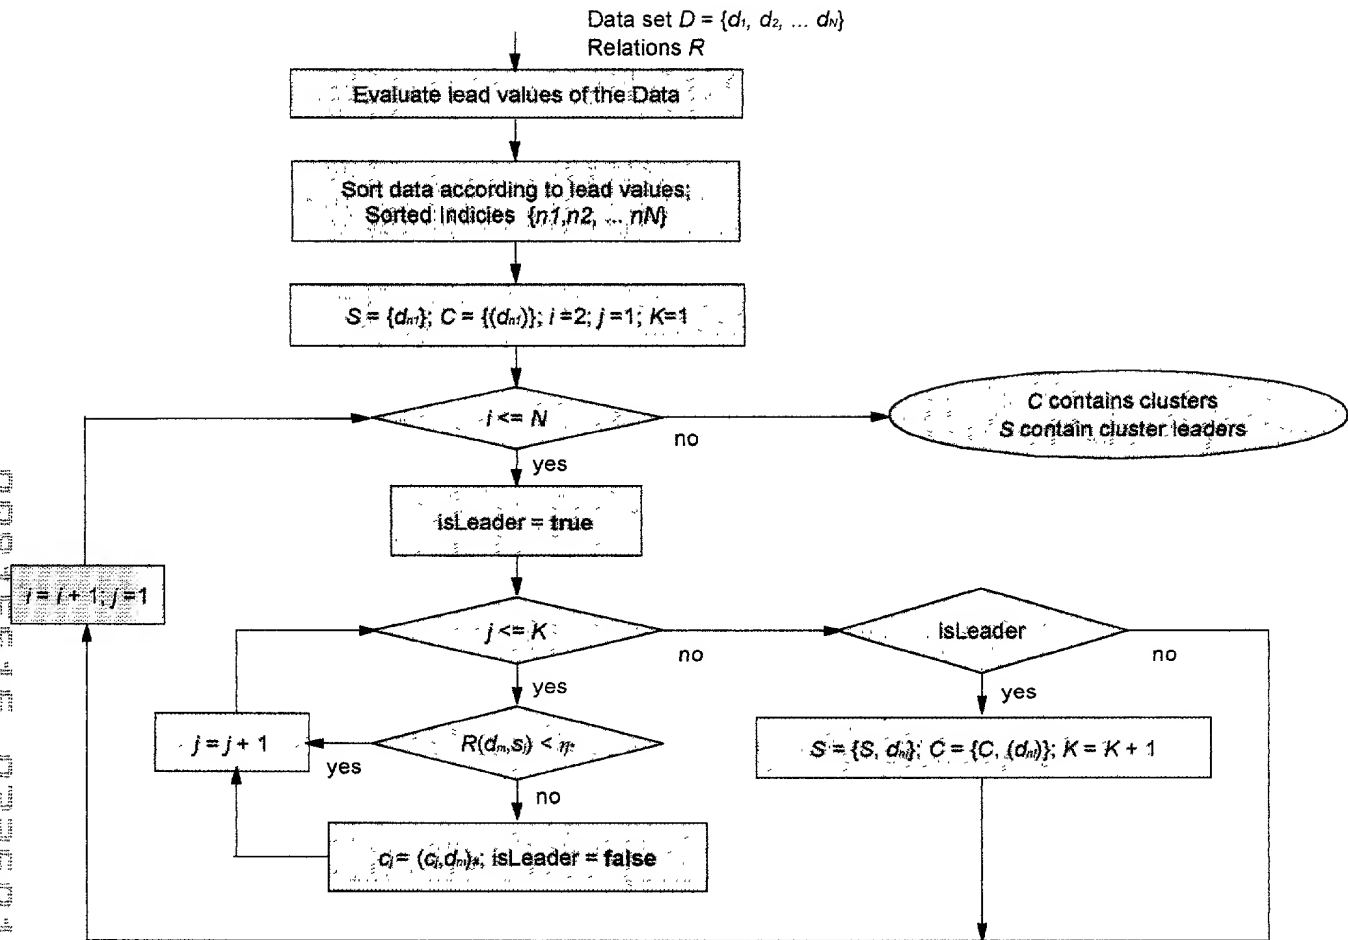 Data set D = {d1, d2, ... dN}
Relations R
Evaluate lead values of the Data
Sort data according to lead values;
Sorted Indicies {n1,n2, ... nN}
S = {dn1}; C = {(dn1)}; i=2; j=1; K=1
i <= N
no
C contains clusters
S contain cluster leaders
yes
isLeader = true
i = i + 1; j=1
j <= K
no
isLeader
no
yes
yes
j = j + 1
yes
R(dni,sj) < η*
no
S = {S, dni}; C = {C, (dni)}; K = K + 1
cj = (cj,dni)*; isLeader = false